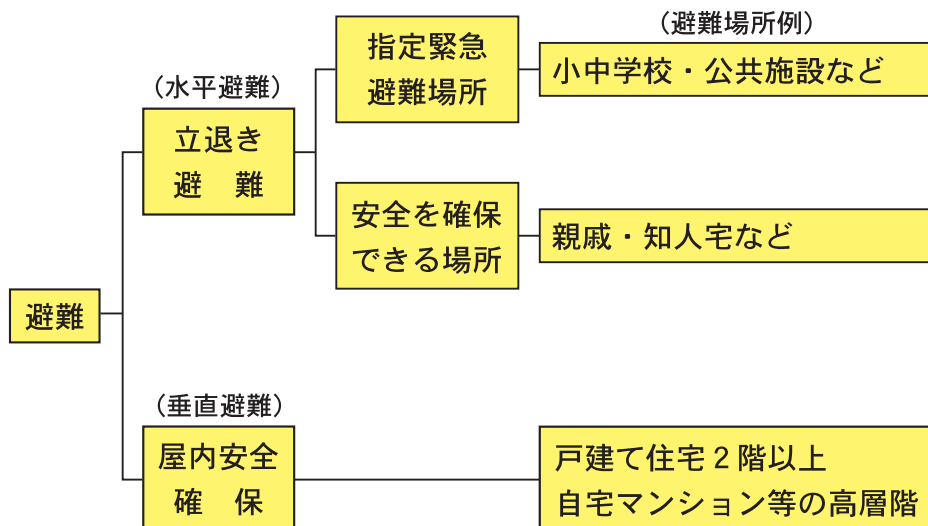 (避難場所例)
指定緊急
避難場所
小中学校・公共施設など
(水平避難)
立退き
避　難
安全を確保
できる場所
親戚・知人宅など
避難
(垂直避難)
屋内安全
確　保
戸建て住宅２階以上
自宅マンション等の高層階